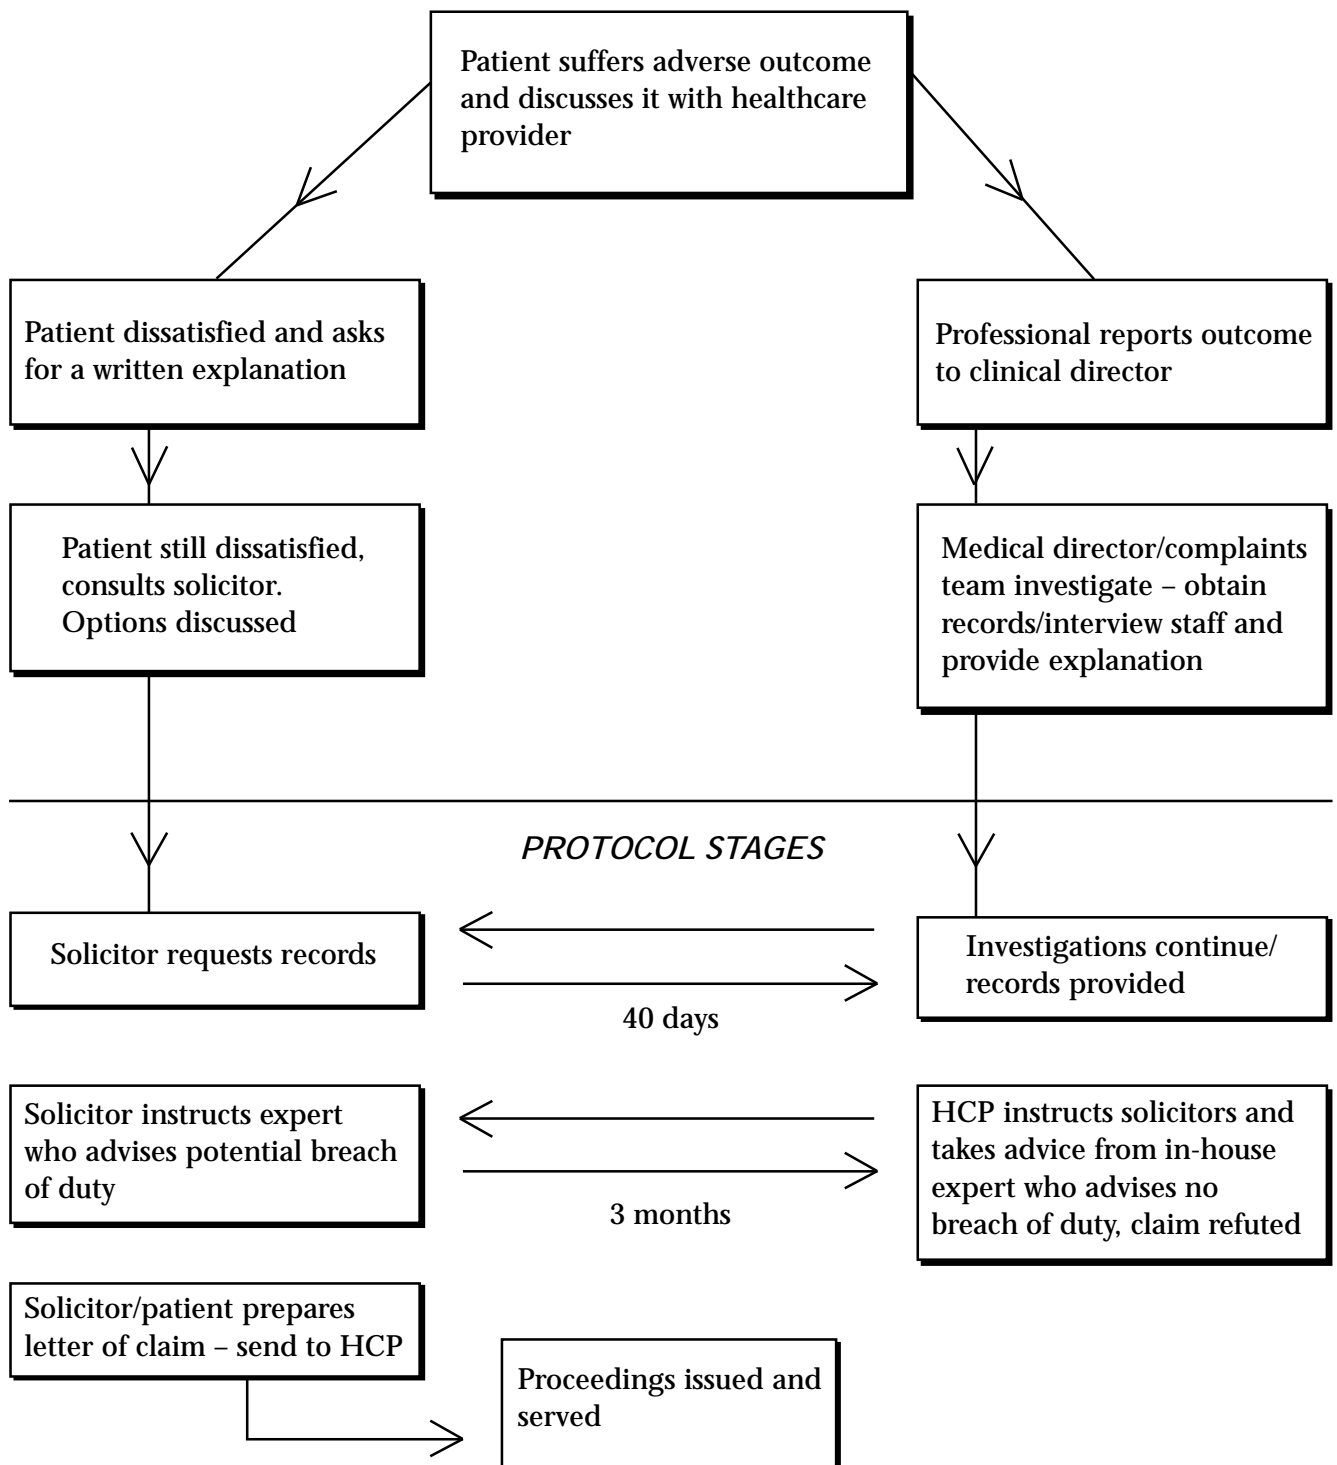 Patient suffers adverse outcome
and discusses it with healthcare
provider
Patient dissatisfied and asks
for a written explanation
Professional reports outcome
to clinical director
Patient still dissatisfied,
consults solicitor.
Options discussed
Medical director/complaints
team investigate – obtain
records/interview staff and
provide explanation
PROTOCOL STAGES
Solicitor requests records
Investigations continue/
records provided
40 days
Solicitor instructs expert
who advises potential breach
of duty
HCP instructs solicitors and
takes advice from in-house
expert who advises no
breach of duty, claim refuted
3 months
Solicitor/patient prepares
letter of claim – send to HCP
Proceedings issued and
served